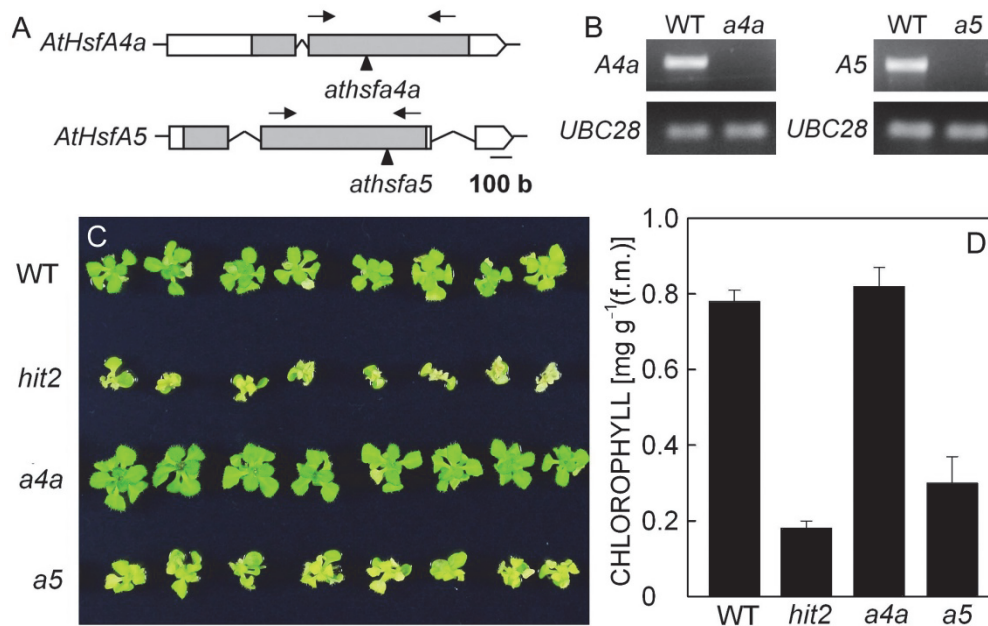 A
AtHsfA4a
athsfa4a
AtHsfA5
athsfa5
100 b
B
WT a4a
A4a
UBC28
WT a5
A5
UBC28
C
WT
hit2
a4a
a5
D
CHLOROPHYLL [mg g⁻¹(f.m.)]
1.0
0.8
0.6
0.4
0.2
0
WT hit2 a4a a5